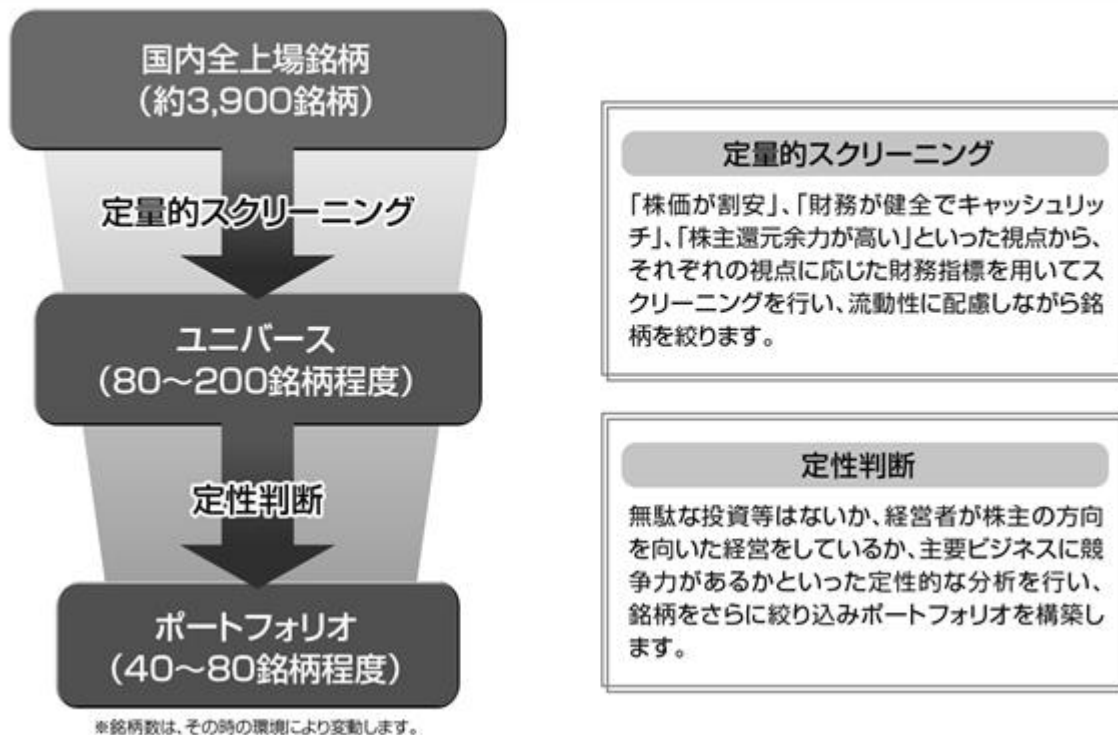 国内全上場銘柄
（約3,900銘柄）
定量的スクリーニング
ユニバース
（80〜200銘柄程度）
定性判断
ポートフォリオ
（40〜80銘柄程度）
※銘柄数は、その時の環境により変動します。
定量的スクリーニング
「株価が割安」、「財務が健全でキャッシュリッ
チ」、「株主還元余力が高い」といった視点から、
それぞれの視点に応じた財務指標を用いてス
クリーニングを行い、流動性に配慮しながら銘
柄を絞ります。
定性判断
無駄な投資等はないか、経営者が株主の方向
を向いた経営をしているか、主要ビジネスに競
争力があるかといった定性的な分析を行い、
銘柄をさらに絞り込みポートフォリオを構築し
ます。